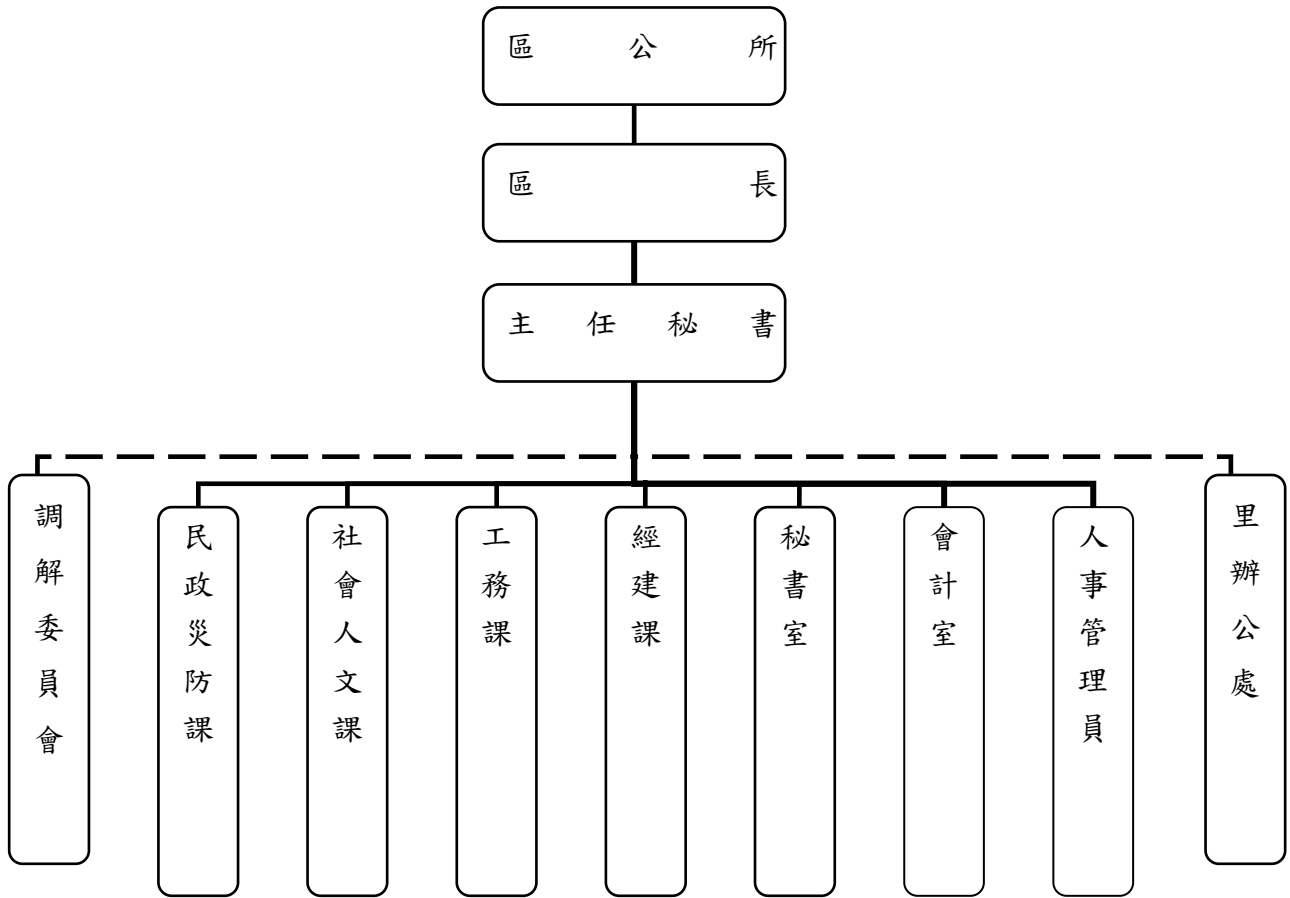 區公所
區長
主任秘書
調解委員會
民政災防課
社會人文課
工務課
經建課
秘書室
會計室
人事管理員
里辦公處